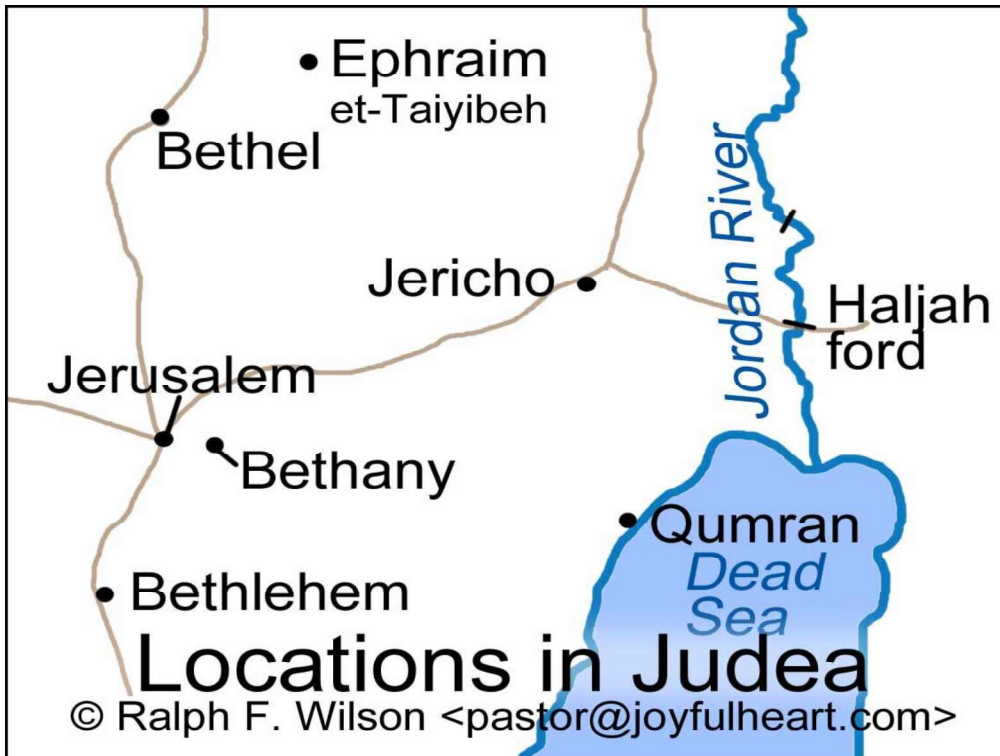 Ephraim
et-Taiyibeh
Bethel
Jordan River
Jericho
Haljah
ford
Jerusalem
Bethany
Qumran
Dead
Sea
Bethlehem
Locations in Judea
© Ralph F. Wilson <pastor@joyfulheart.com>